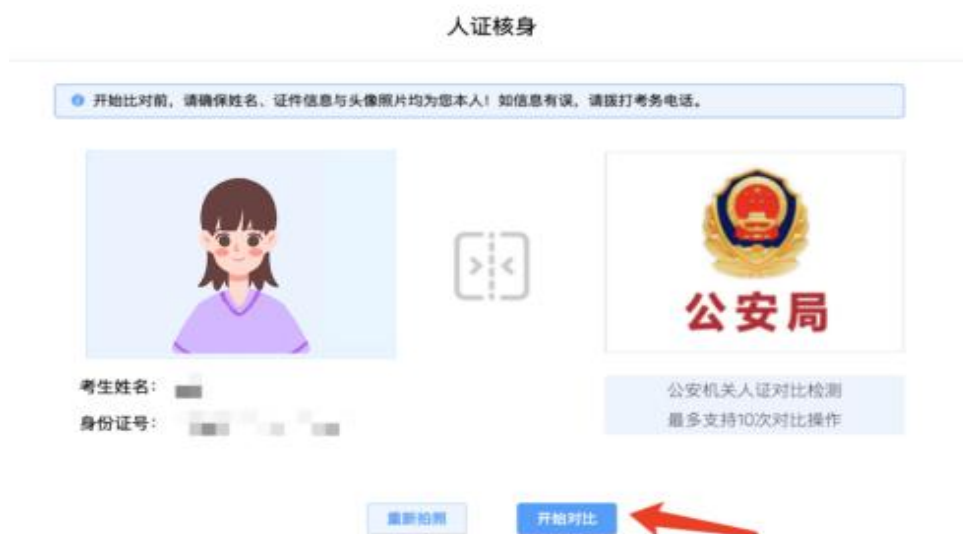 人证核身
开始比对前，请确保姓名、证件信息与头像照片均为您本人！如信息有误，请拨打考务电话。
公安局
考生姓名：
身份证号：
公安机关人证对比检测
最多支持10次对比操作
重新拍照
开始对比